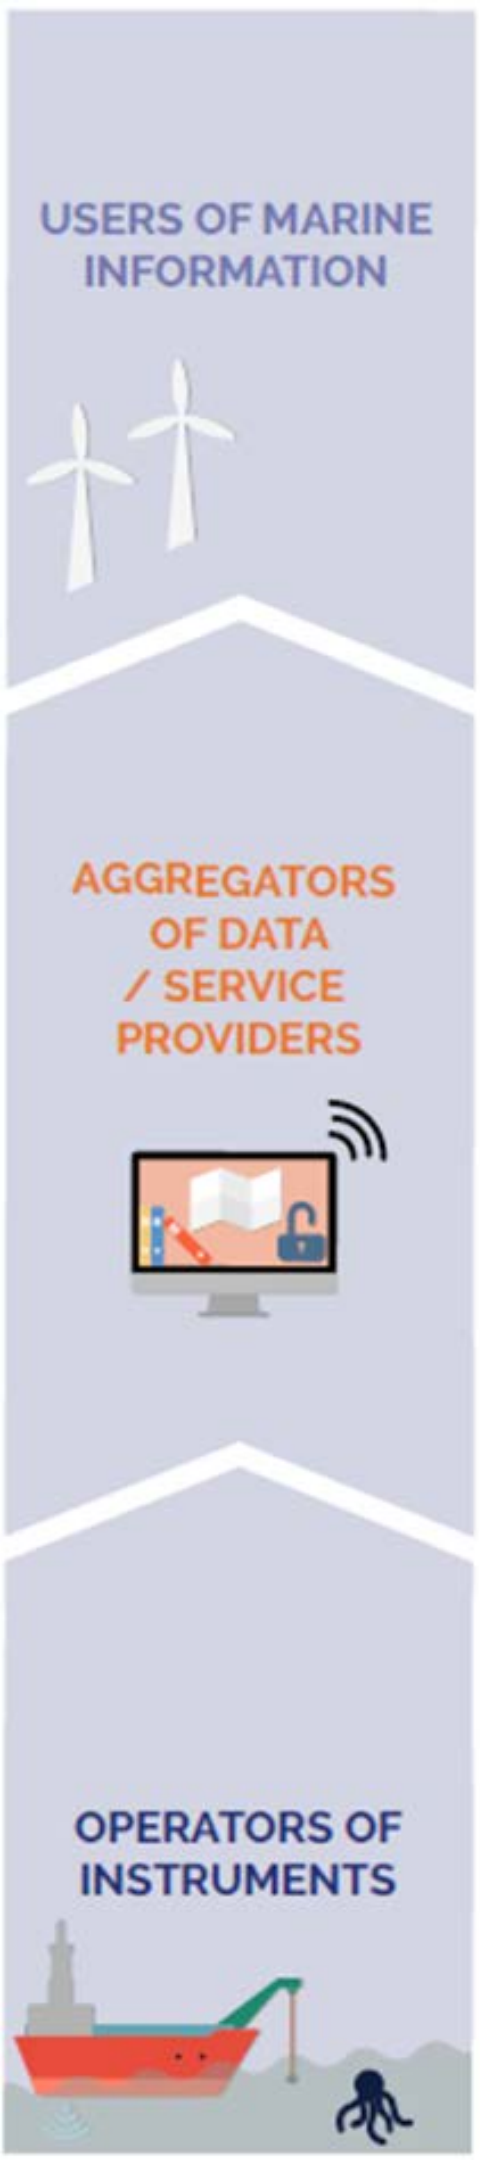 USERS OF MARINE
INFORMATION
AGGREGATORS
OF DATA
/ SERVICE
PROVIDERS
OPERATORS OF
INSTRUMENTS